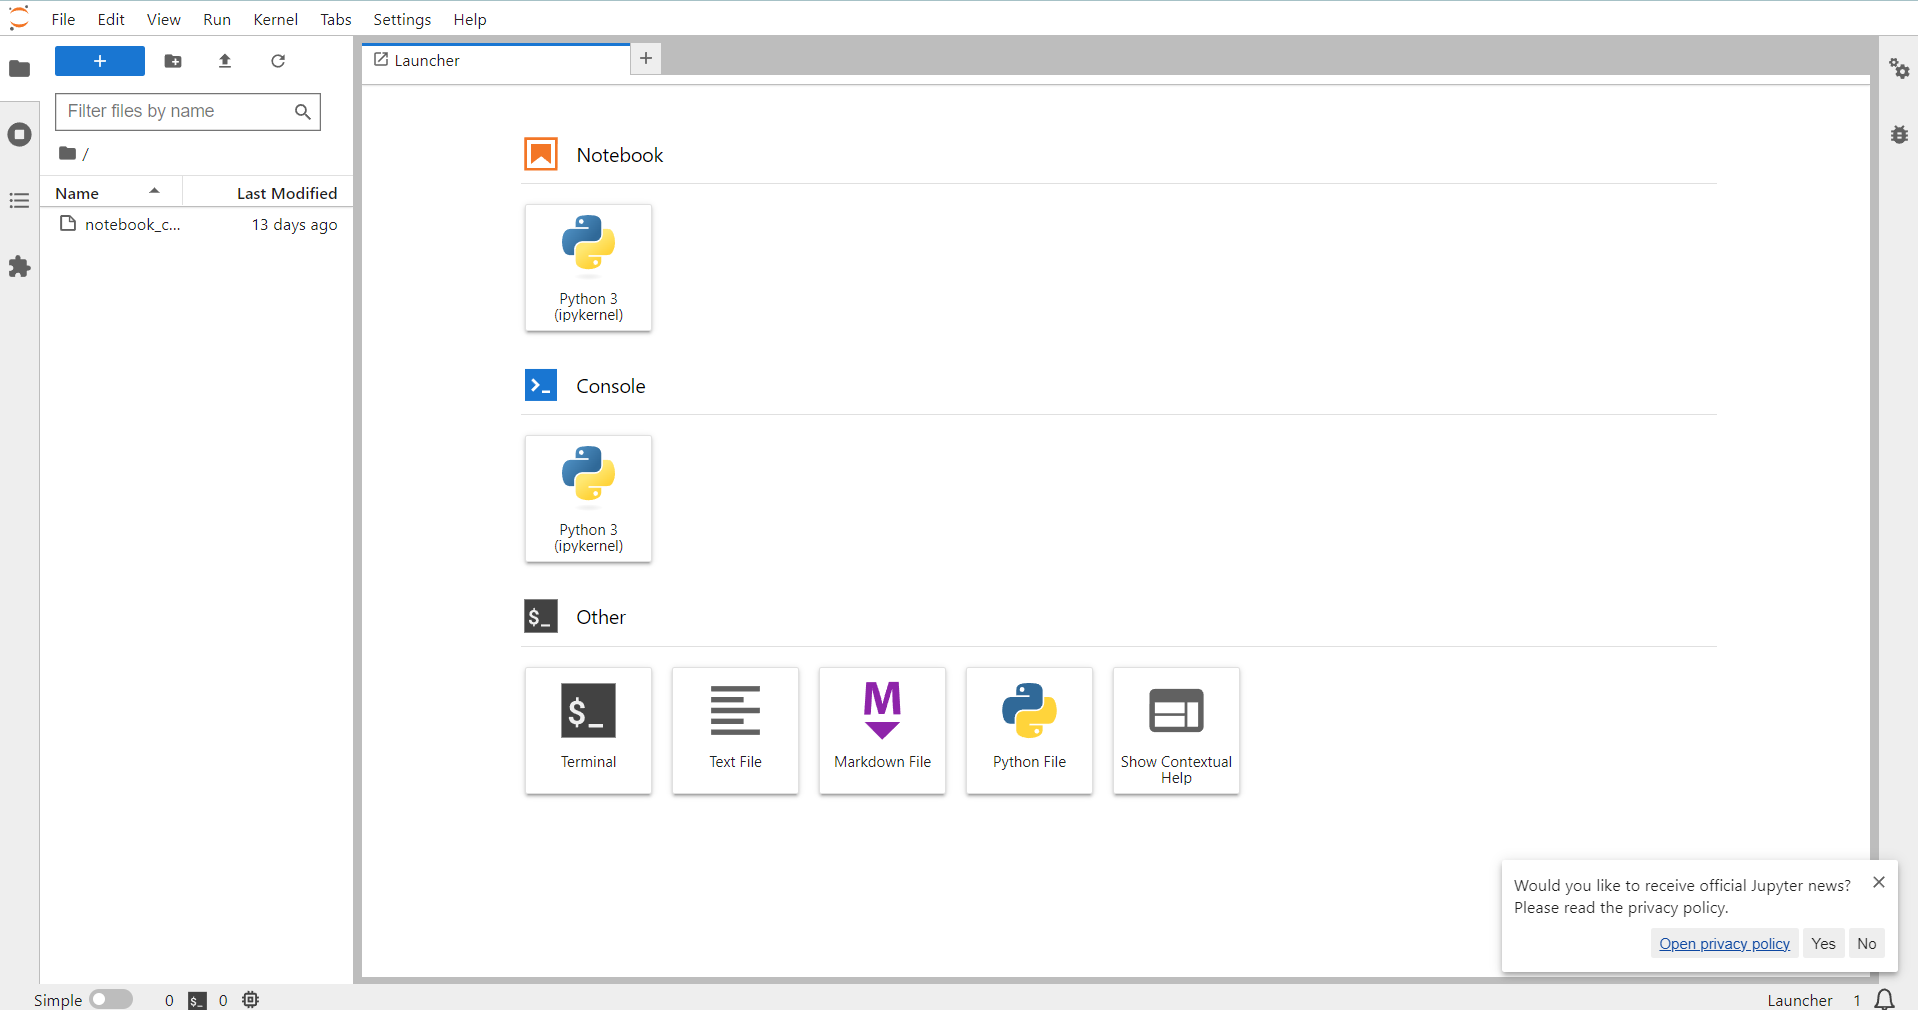 File Edit View Run Kernel Tabs Settings Help
Launcher
Filter files by name
/
Name Last Modified
notebook_c... 13 days ago
Notebook
Python 3
(ipykernel)
Console
Python 3
(ipykernel)
$_ Other
$_
Terminal
Text File
M
Markdown File
Python File
Show Contextual
Help
Would you like to receive official Jupyter news?
Please read the privacy policy.
Open privacy policy Yes No
Simple 0 $_ 0 Launcher 1